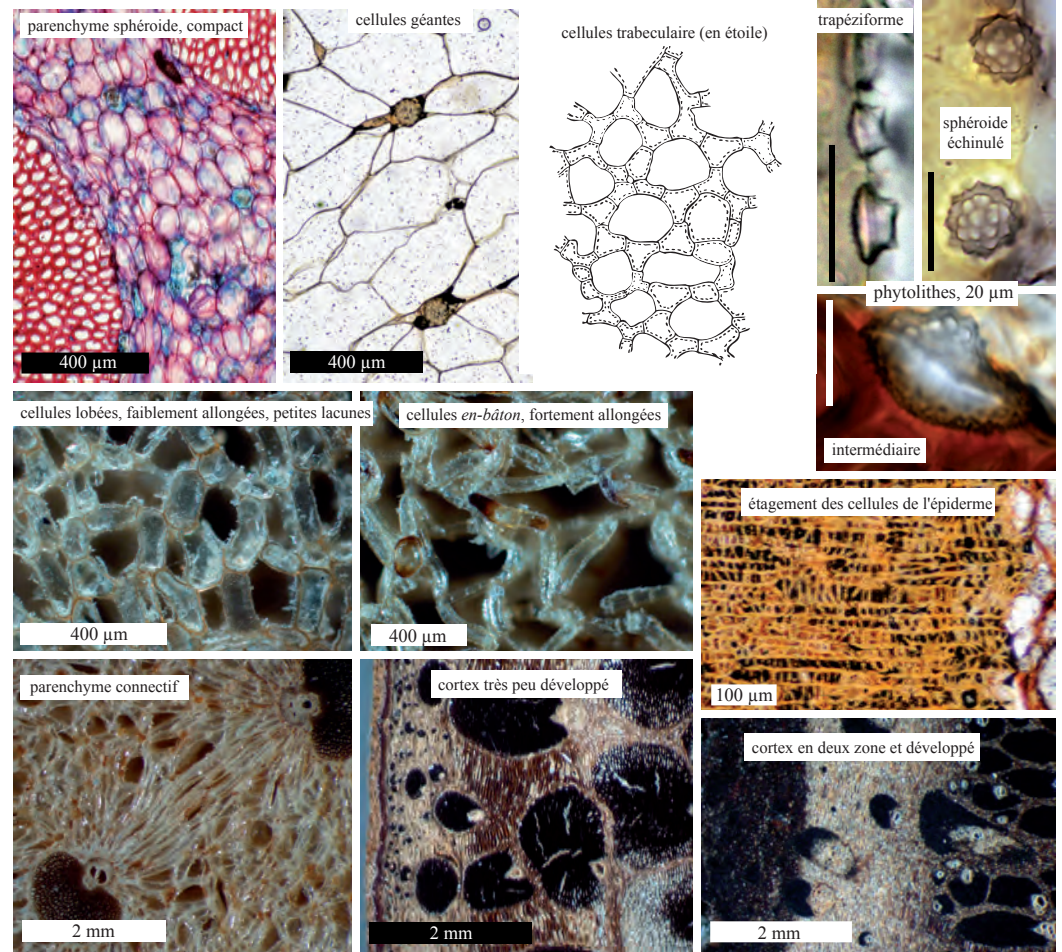 parenchyme sphéroide, compact
400 µm
cellules géantes
400 µm
cellules trabeculaire (en étoile)
trapéziforme
sphéroide
échinulé
phytolithes, 20 µm
intermédiaire
cellules lobées, faiblement allongées, petites lacunes
400 µm
cellules en-bâton, fortement allongées
400 µm
étagement des cellules de l'épiderme
100 µm
parenchyme connectif
2 mm
cortex très peu développé
2 mm
cortex en deux zone et développé
2 mm